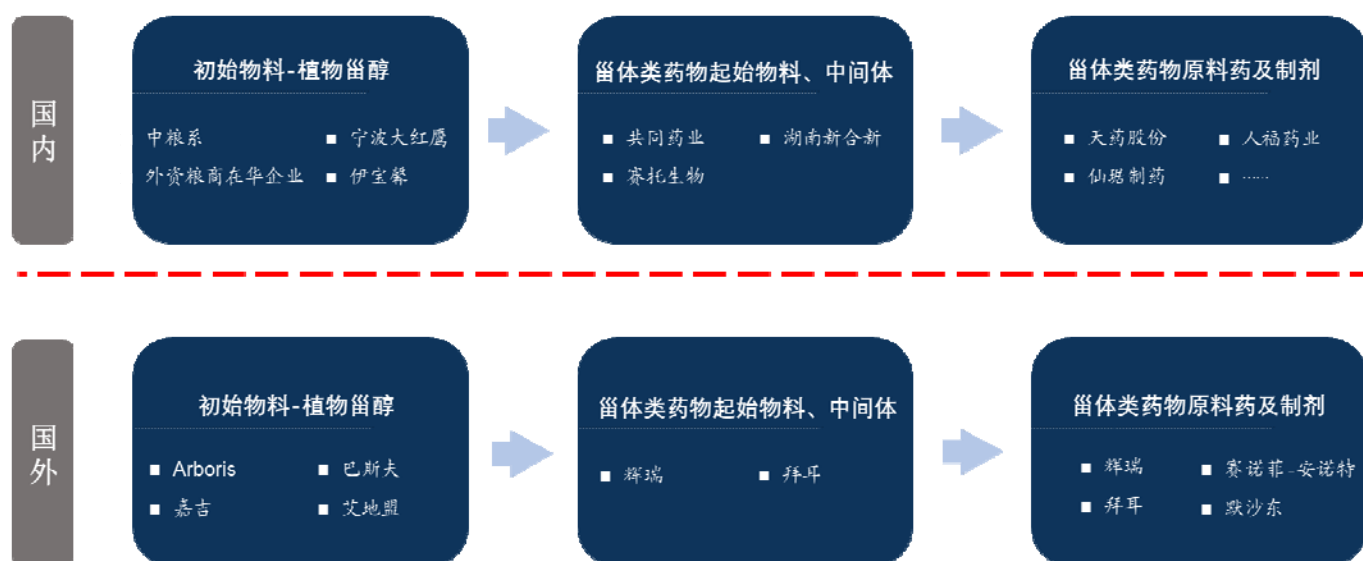 国内
初始物料-植物甾醇
中粮系
■ 宁波大红鹰
外资粮商在华企业
■ 伊宝馨
甾体类药物起始物料、中间体
■ 共同药业
■ 湖南新合新
■ 赛托生物
甾体类药物原料药及制剂
■ 天药股份
■ 人福药业
■ 仙琚制药
■ ······
国外
初始物料-植物甾醇
■ Arboris
■ 巴斯夫
■ 嘉吉
■ 艾地盟
甾体类药物起始物料、中间体
■ 辉瑞
■ 拜耳
甾体类药物原料药及制剂
■ 辉瑞
■ 赛诺菲-安诺特
■ 拜耳
■ 默沙东